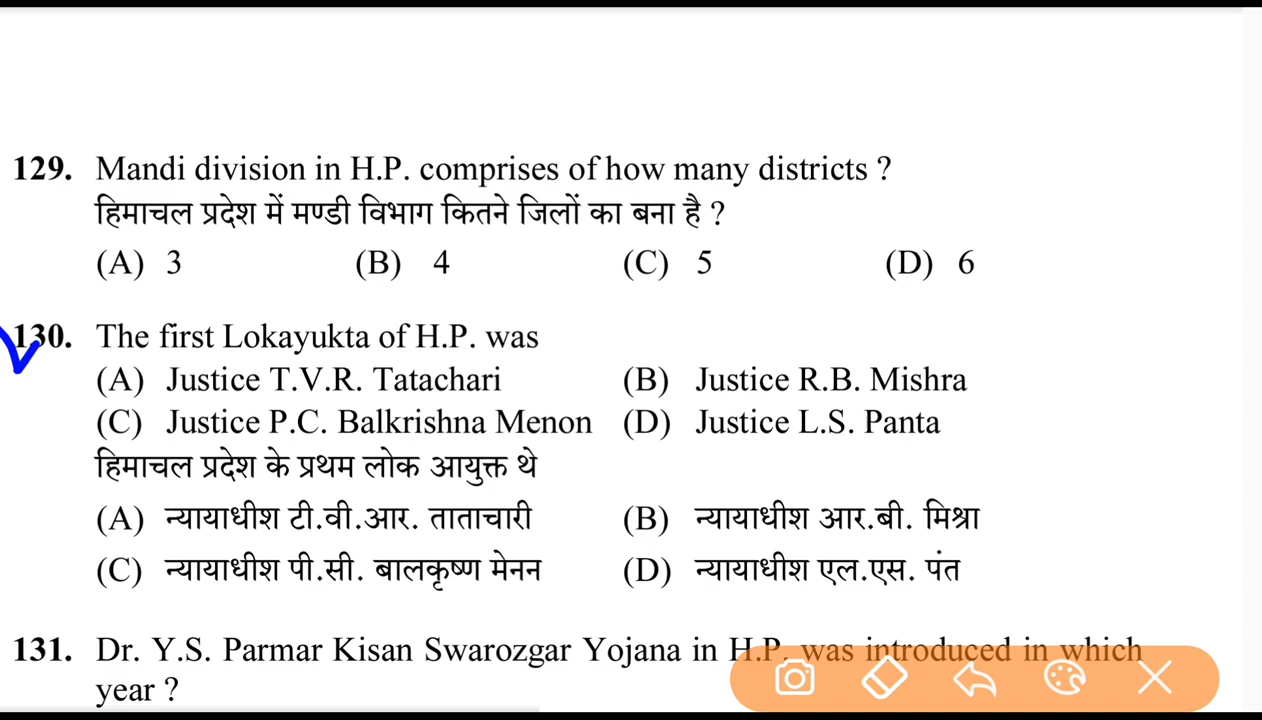 129. Mandi division in H.P. comprises of how many districts ?
हिमाचल प्रदेश में मण्डी विभाग कितने जिलों का बना है ?
(A) 3 (B) 4 (C) 5 (D) 6
130. The first Lokayukta of H.P. was
(A) Justice T.V.R. Tatachari (B) Justice R.B. Mishra
(C) Justice P.C. Balkrishna Menon (D) Justice L.S. Panta
हिमाचल प्रदेश के प्रथम लोक आयुक्त थे
(A) न्यायाधीश टी.वी.आर. ताताचारी (B) न्यायाधीश आर.बी. मिश्रा
(C) न्यायाधीश पी.सी. बालकृष्ण मेनन (D) न्यायाधीश एल.एस. पंत
131. Dr. Y.S. Parmar Kisan Swarozgar Yojana in H.P. was introduced in which
year ?